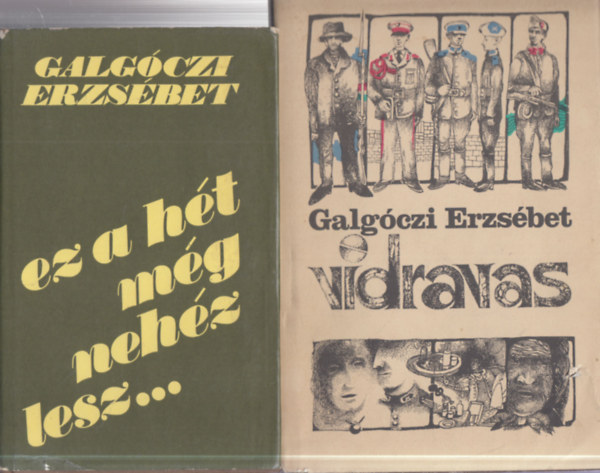 GALGÓCZI
ERZSÉBET
ez a hét
még
nehéz
lesz...
Galgóczi Erzsébet
vidravas